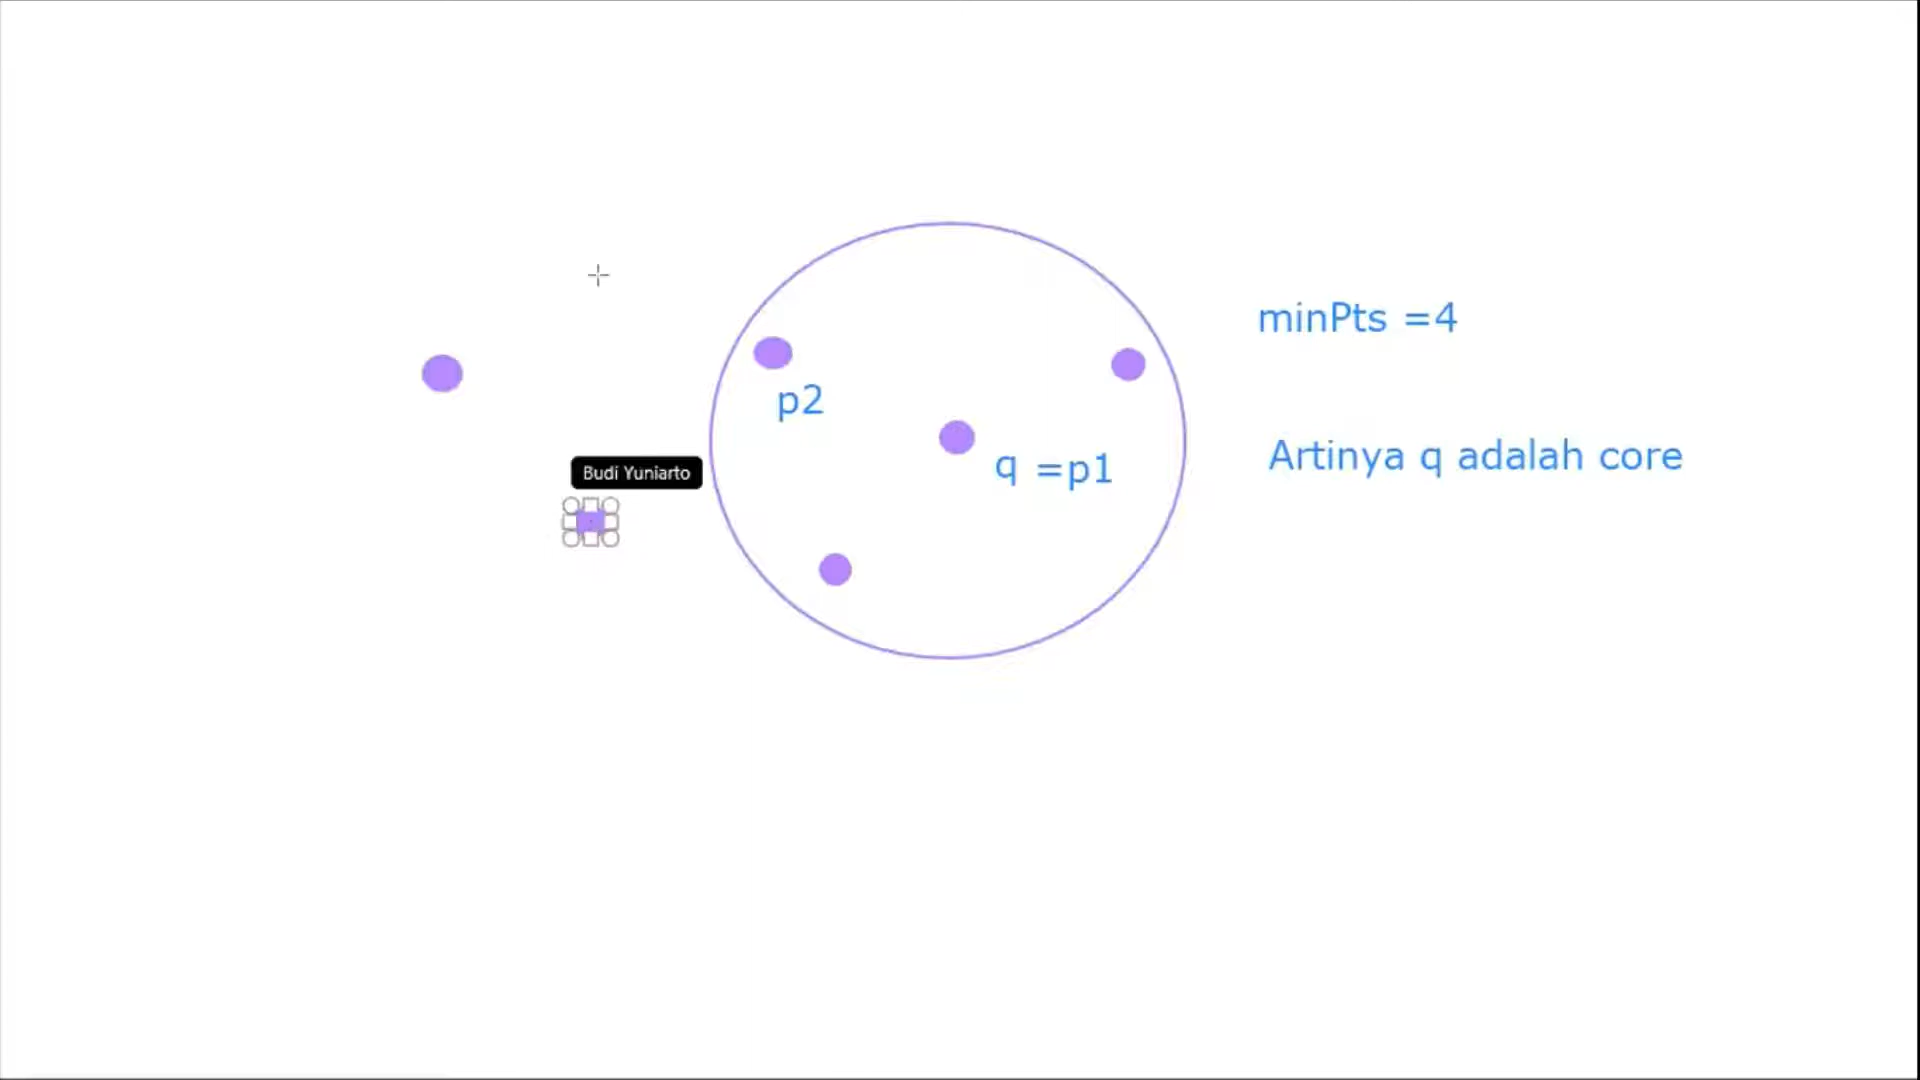 minPts =4
p2
Artinya q adalah core
q =p1
Budi Yuniarto